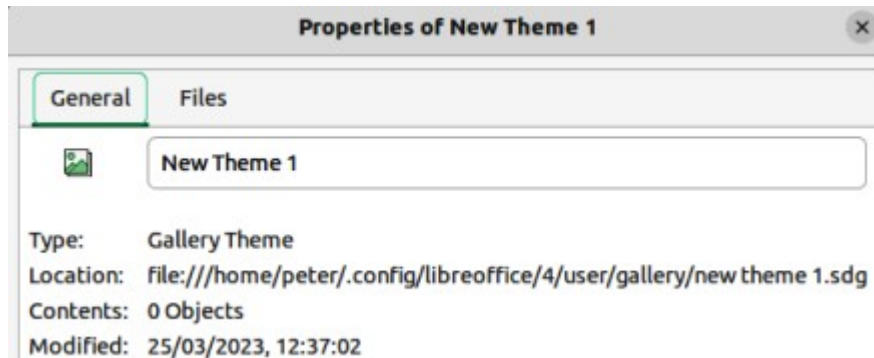 Properties of New Theme 1
General Files
New Theme 1
Type: Gallery Theme
Location: file:///home/peter/.config/libreoffice/4/user/gallery/new theme 1.sdg
Contents: 0 Objects
Modified: 25/03/2023, 12:37:02